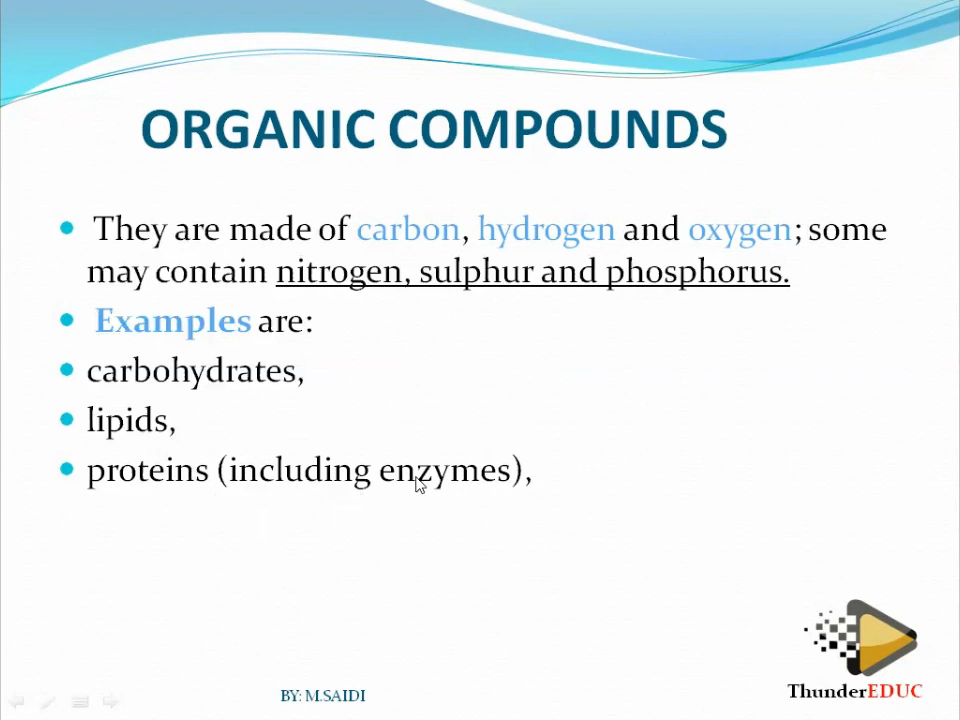 ORGANIC COMPOUNDS
They are made of carbon, hydrogen and oxygen; some
may contain nitrogen, sulphur and phosphorus.
Examples are:
carbohydrates,
lipids,
proteins (including enzymes),
BY: M.SAIDI
ThunderEDUC